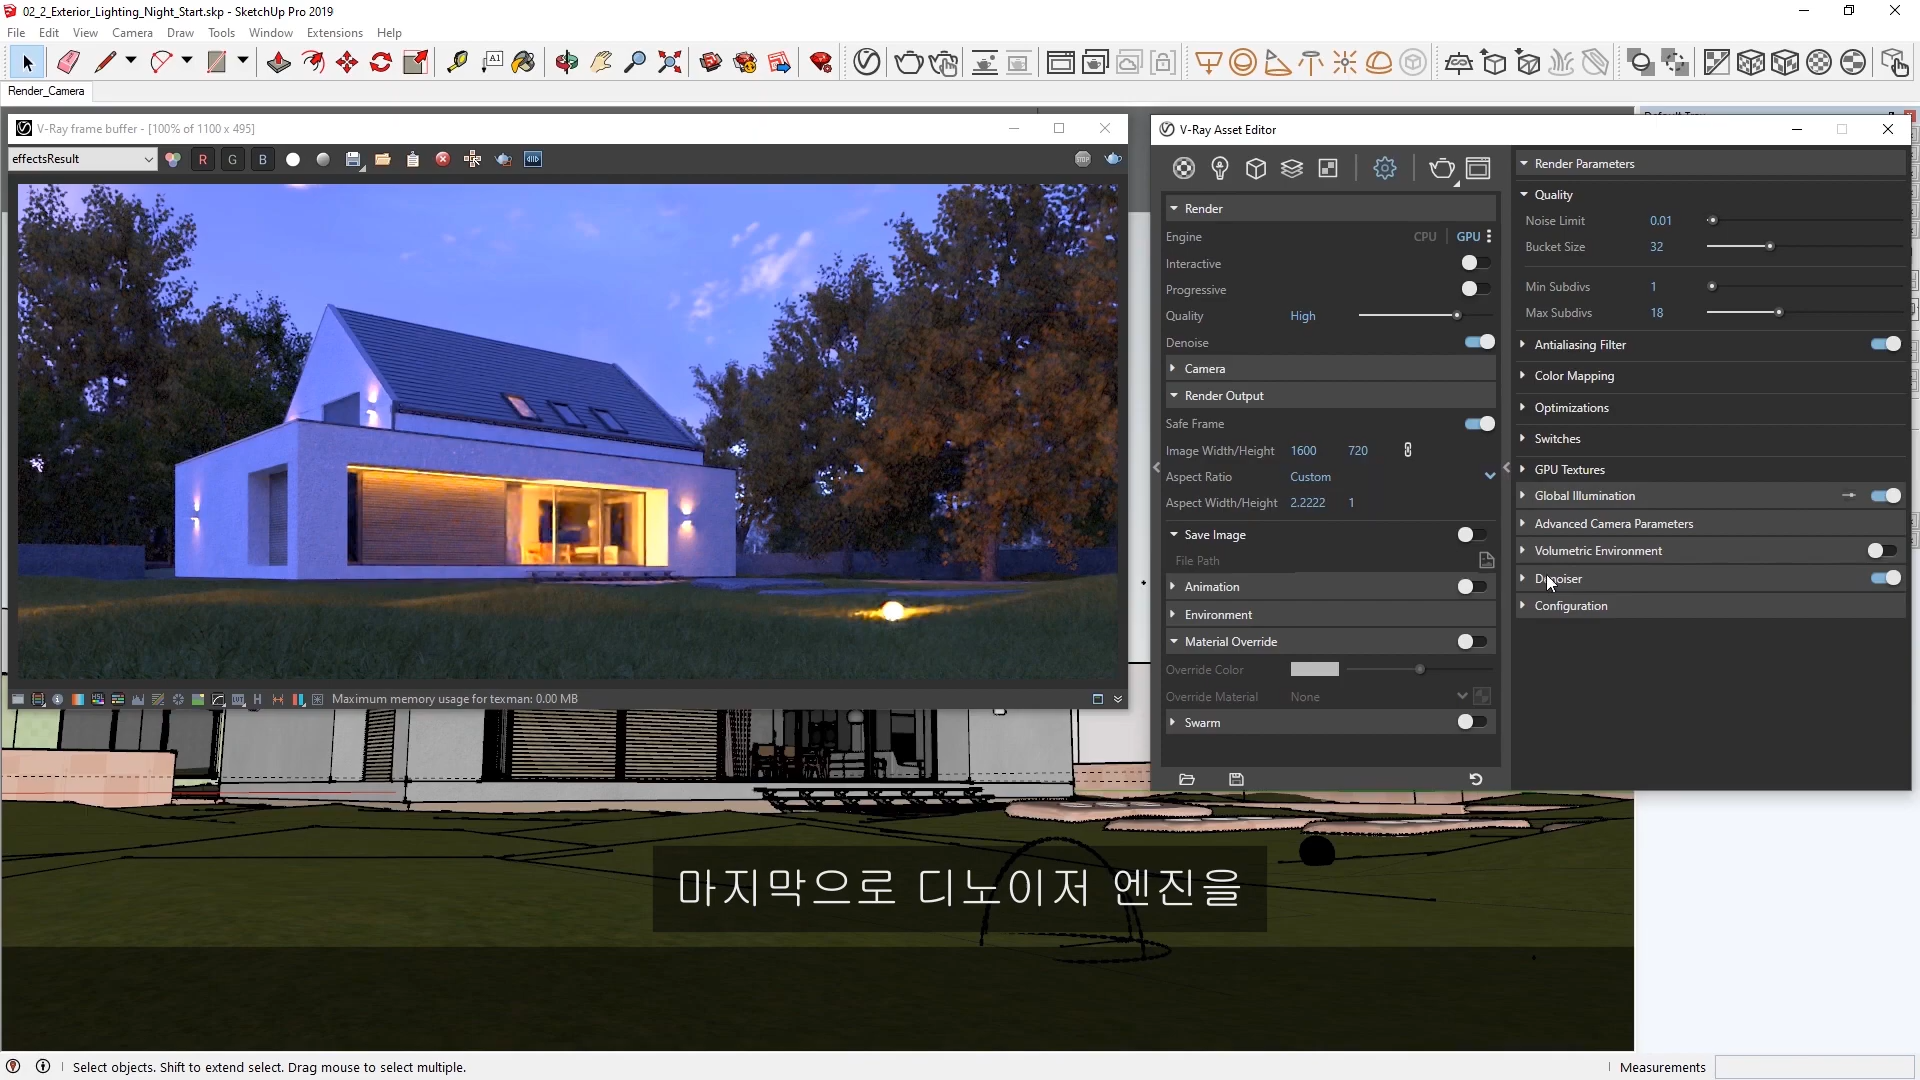 02_2_Exterior_Lighting_Night_Start.skp - SketchUp Pro 2019
File Edit View Camera Draw Tools Window Extensions Help
Render_Camera
V-Ray frame buffer - [100% of 1100 x 495]
effectsResult
R G B
STOP
Maximum memory usage for texman: 0.00 MB
V-Ray Asset Editor
Render
Engine CPU GPU
Interactive
Progressive
Quality High
Denoise
Camera
Render Output
Safe Frame
Image Width/Height 1600 720
Aspect Ratio Custom
Aspect Width/Height 2.2222 1
Save Image
File Path
Animation
Environment
Material Override
Override Color
Override Material None
Swarm
Render Parameters
Quality
Noise Limit 0.01
Bucket Size 32
Min Subdivs 1
Max Subdivs 18
Antialiasing Filter
Color Mapping
Optimizations
Switches
GPU Textures
Global Illumination
Advanced Camera Parameters
Volumetric Environment
Denoiser
Configuration
마지막으로 디노이저 엔진을
Select objects. Shift to extend select. Drag mouse to select multiple.
Measurements